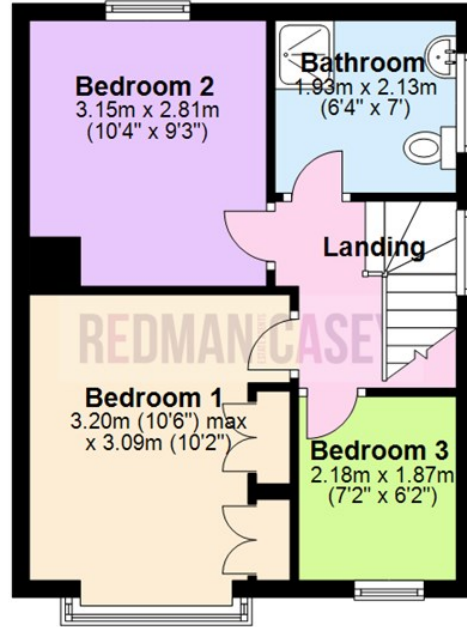 Bedroom 2
3.15m x 2.81m
(10'4" x 9'3")
Bathroom
1.93m x 2.13m
(6'4" x 7')
Landing
REDMAN CASEY
Bedroom 1
3.20m (10'6") max
x 3.09m (10'2")
Bedroom 3
2.18m x 1.87m
(7'2" x 6'2")